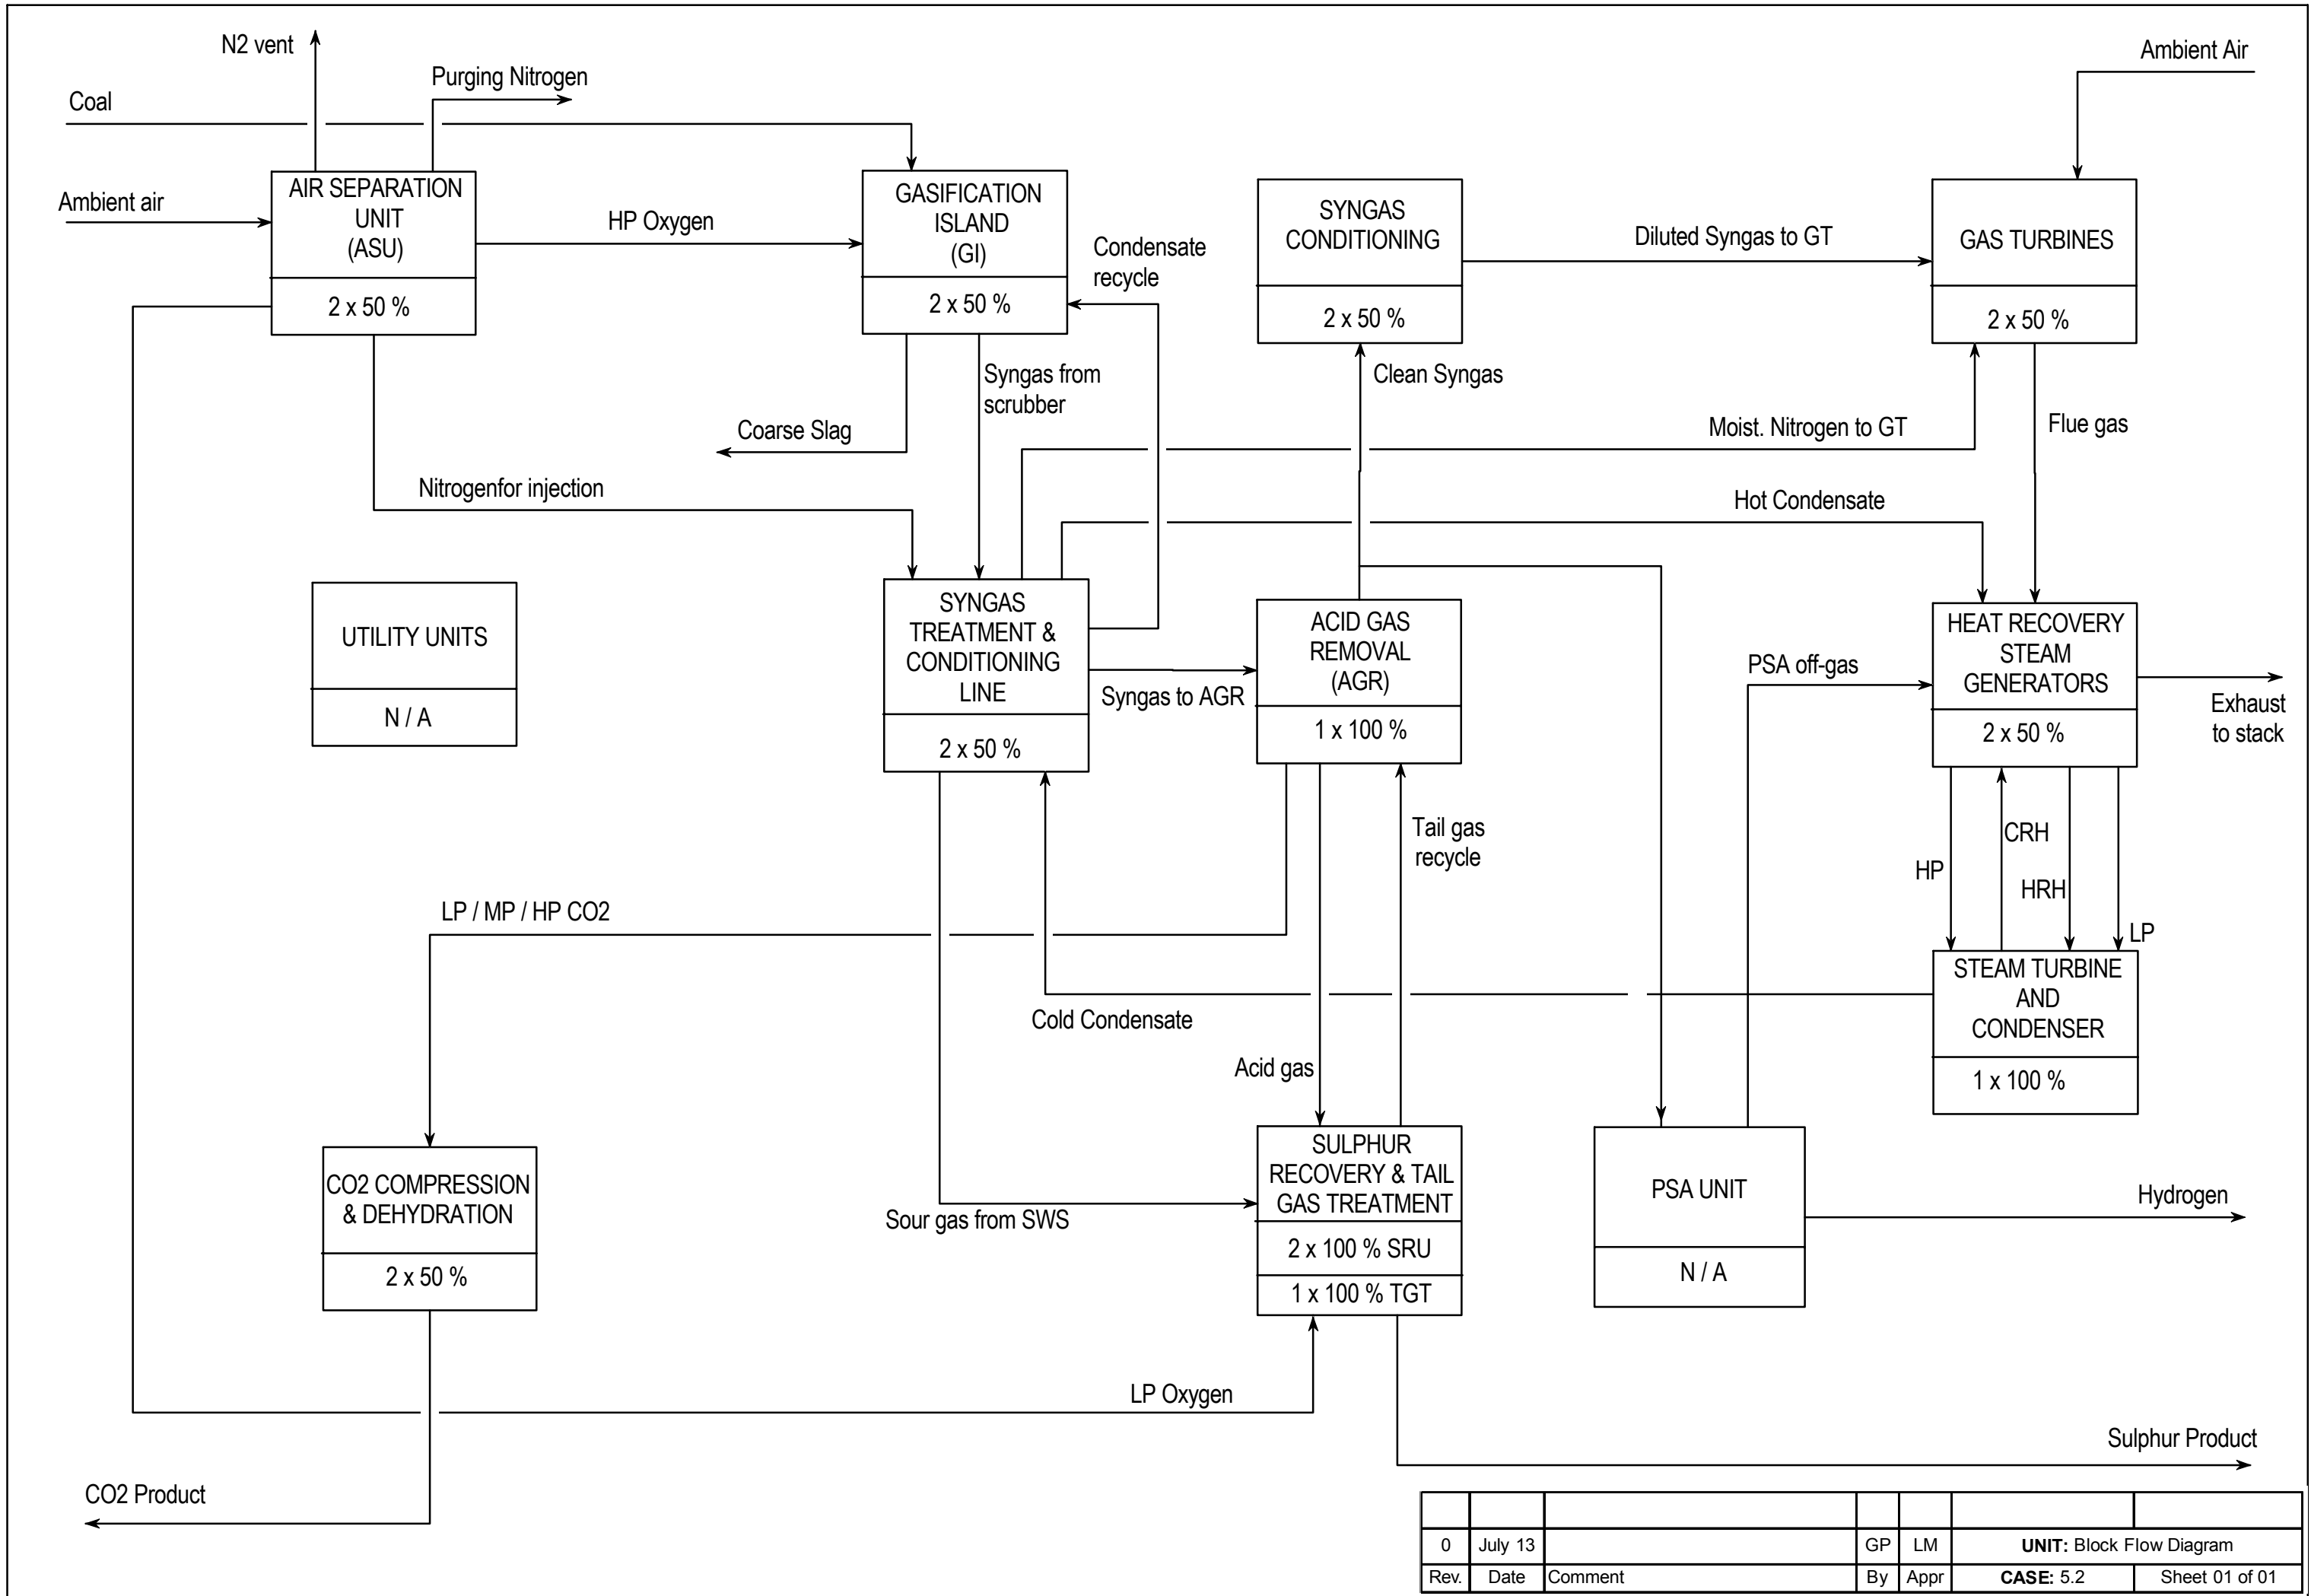 N2 vent
Purging Nitrogen
Ambient Air
Coal
Ambient air
AIR SEPARATION
UNIT
(ASU)
2 x 50 %
HP Oxygen
GASIFICATION
ISLAND
(GI)
2 x 50 %
Condensate
recycle
SYNGAS
CONDITIONING
2 x 50 %
Diluted Syngas to GT
GAS TURBINES
2 x 50 %
Syngas from
scrubber
Clean Syngas
Coarse Slag
Moist. Nitrogen to GT
Flue gas
Nitrogenfor injection
Hot Condensate
UTILITY UNITS
N / A
SYNGAS
TREATMENT &
CONDITIONING
LINE
2 x 50 %
Syngas to AGR
ACID GAS
REMOVAL
(AGR)
1 x 100 %
PSA off-gas
HEAT RECOVERY
STEAM
GENERATORS
2 x 50 %
Exhaust
to stack
Tail gas
recycle
CRH
HP
HRH
LP
LP / MP / HP CO2
STEAM TURBINE
AND
CONDENSER
1 x 100 %
Cold Condensate
Acid gas
CO2 COMPRESSION
& DEHYDRATION
2 x 50 %
Sour gas from SWS
SULPHUR
RECOVERY & TAIL
GAS TREATMENT
2 x 100 % SRU
1 x 100 % TGT
PSA UNIT
N / A
Hydrogen
LP Oxygen
Sulphur Product
CO2 Product
0 July 13 GP LM UNIT: Block Flow Diagram
Rev. Date Comment By Appr CASE: 5.2 Sheet 01 of 01